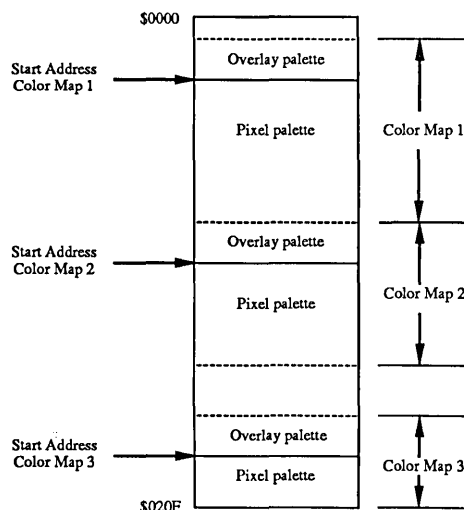 $0000
Overlay palette
Start Address
Color Map 1
Pixel palette
Color Map 1
Overlay palette
Start Address
Color Map 2
Color Map 2
Pixel palette
Overlay palette
Start Address
Color Map 3
Color Map 3
Pixel palette
$020F